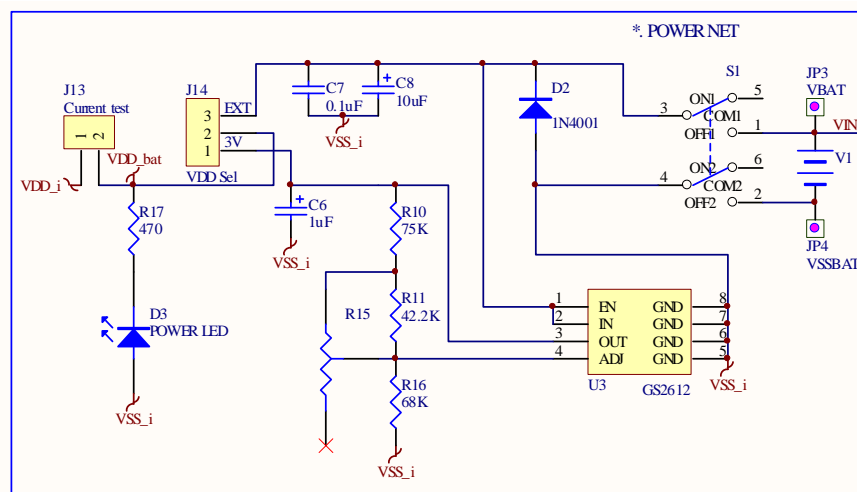 *. POWER NET
J13
Current test
1
2
VDD_i
VDD_bat
J14
EXT
3
2
3V
1
VDD Sel
C7
0.1uF
C8
10uF
VSS_i
D2
1N4001
S1
ON1
5
3
COM1
OFF1
1
ON2
6
4
COM2
OFF2
2
JP3
VBAT
VIN
V1
JP4
VSSBAT
R17
470
C6
1uF
VSS_i
R10
75K
R15
R11
42.2K
R16
68K
VSS_i
D3
POWER LED
VSS_i
1 EN GND 8
2 IN GND 7
3 OUT GND 6
4 ADJ GND 5
U3
GS2612
VSS_i